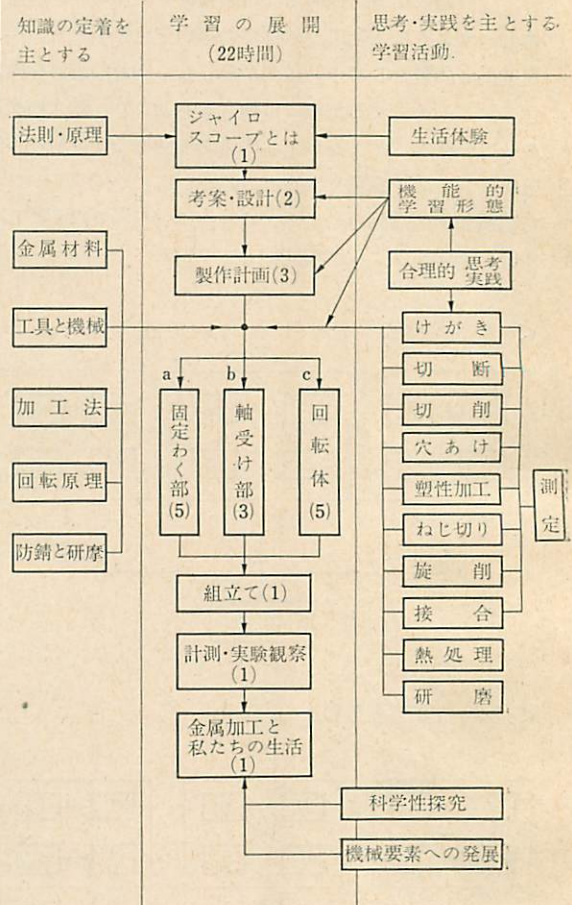 知識の定着を
主とする
学習の展開
(22時間)
思考・実践を主とする
学習活動.
法則・原理
ジャイロ
スコープとは
(1)
生活体験
考案・設計(2)
機能的
学習形態
金属材料
製作計画(3)
合理的 思考
実践
工具と機械
けがき
a
b
c
切断
加工法
固定わく部
(5)
軸受け部
(3)
回転体
(5)
切削
穴あけ
回転原理
塑性加工
測定
ねじ切り
防錆と研摩
旋削
組立て(1)
接合
計測・実験観察
(1)
熱処理
研磨
金属加工と
私たちの生活
(1)
科学性探究
機械要素への発展